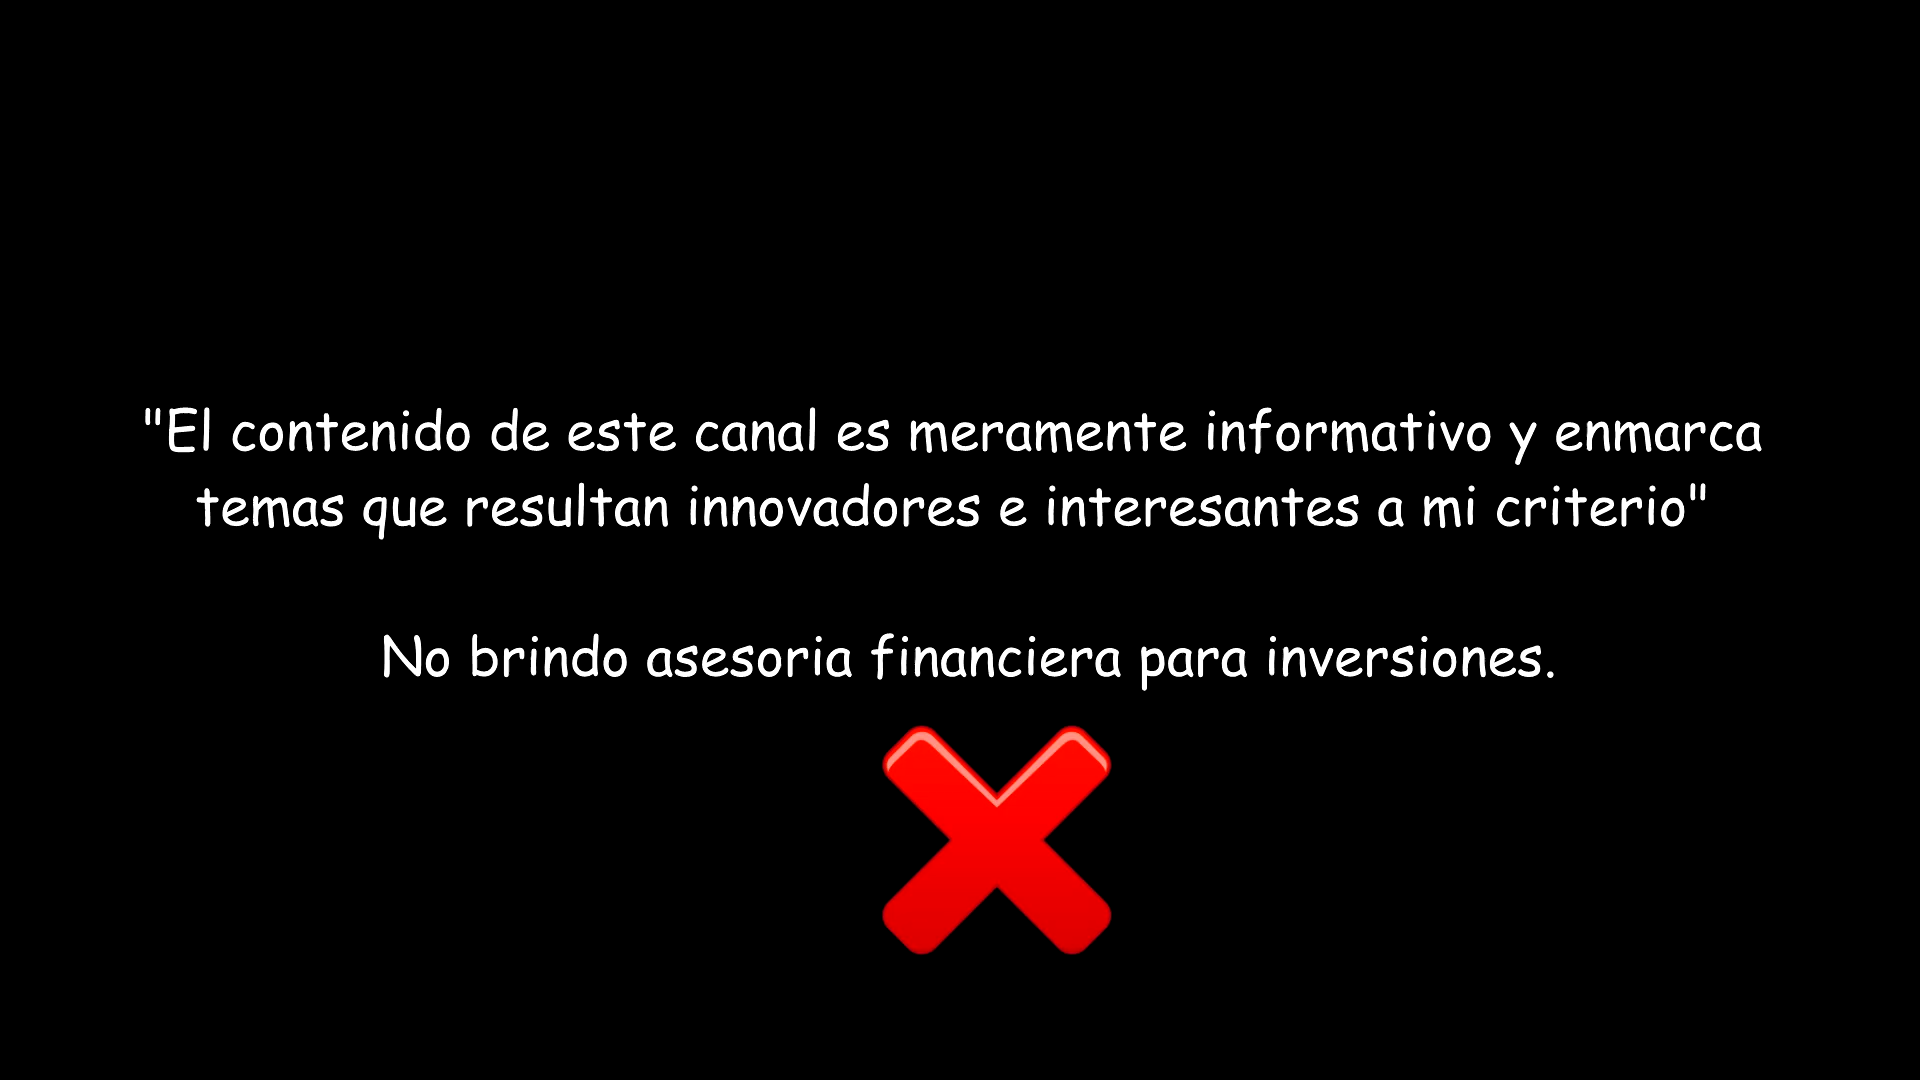 "El contenido de este canal es meramente informativo y enmarca
temas que resultan innovadores e interesantes a mi criterio"
No brindo asesoria financiera para inversiones.